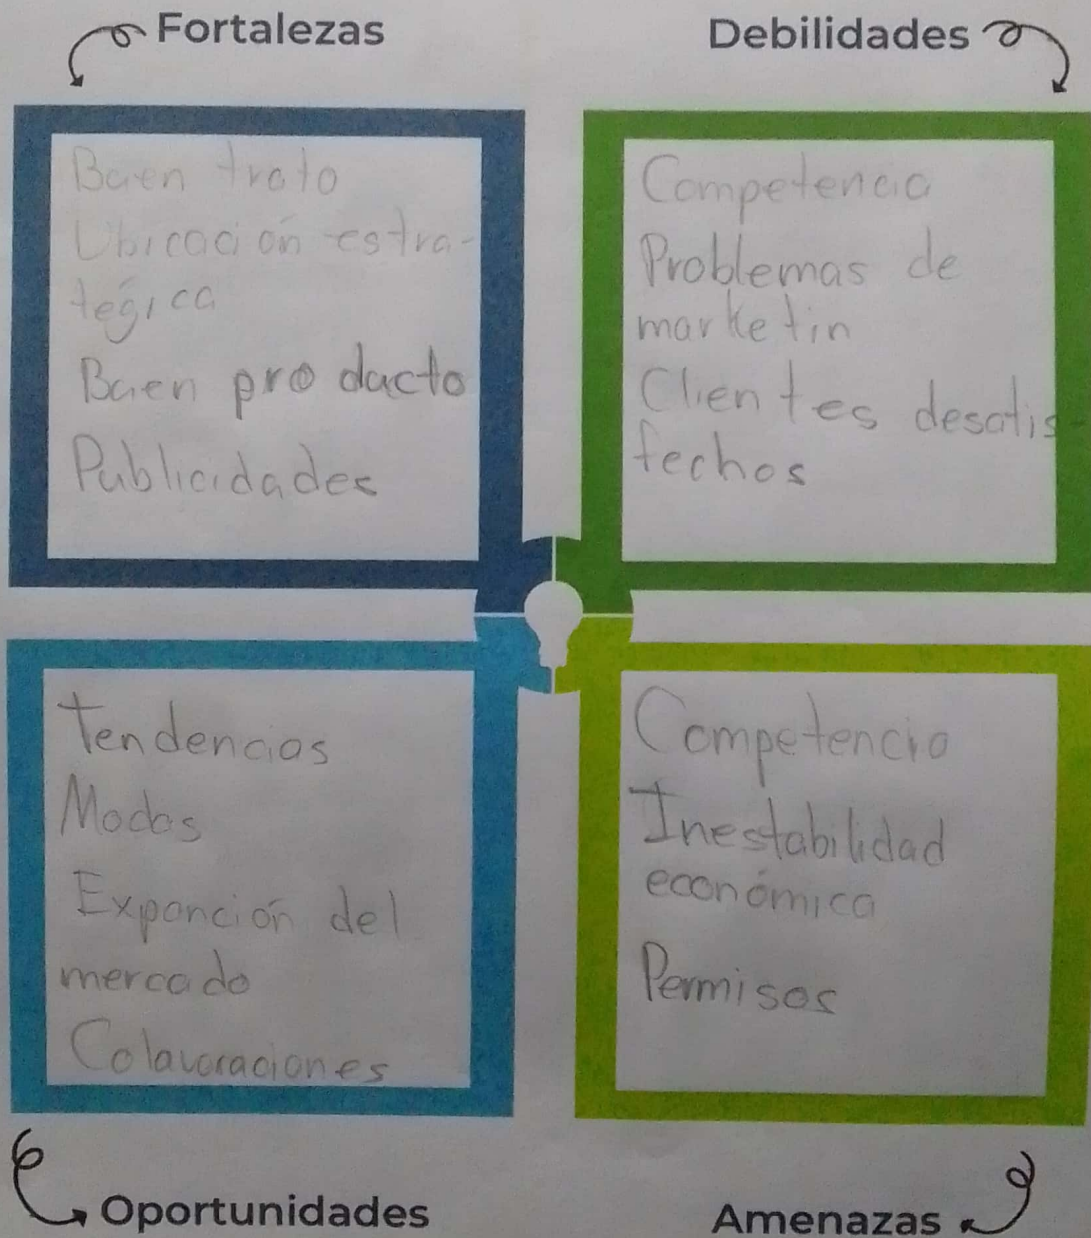 Fortalezas
Buen trato
Ubicación estra-
tégica
Buen producto
Publicidades
Debilidades
Competencia
Problemas de
marketin
Clientes desatis-
fechos
Tendencias
Modas
Expanción del
mercado
Colavoraciones
Oportunidades
Competencia
Inestabilidad
económica
Permisos
Amenazas